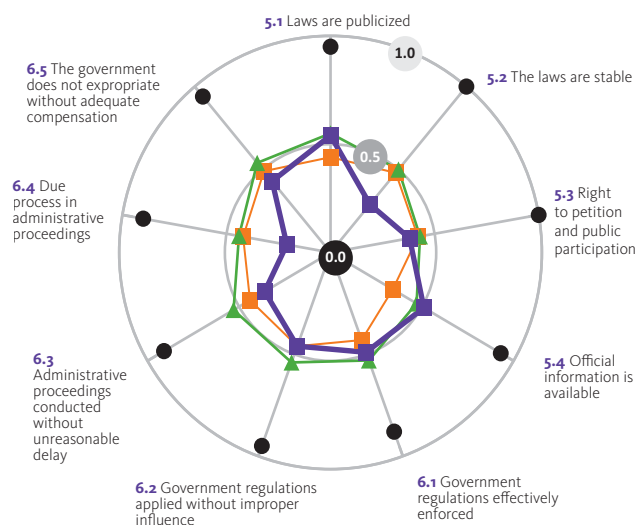 5.1 Laws are publicized
1.0
5.2 The laws are stable
0.5
5.3 Right
to petition
and public
participation
0.0
5.4 Official
information is
available
6.1 Government
regulations effectively
enforced
6.2 Government regulations
applied without improper
influence
6.3
Administrative
proceedings
conducted
without
unreasonable
delay
6.4 Due
process in
administrative
proceedings
6.5 The government
does not expropriate
without adequate
compensation